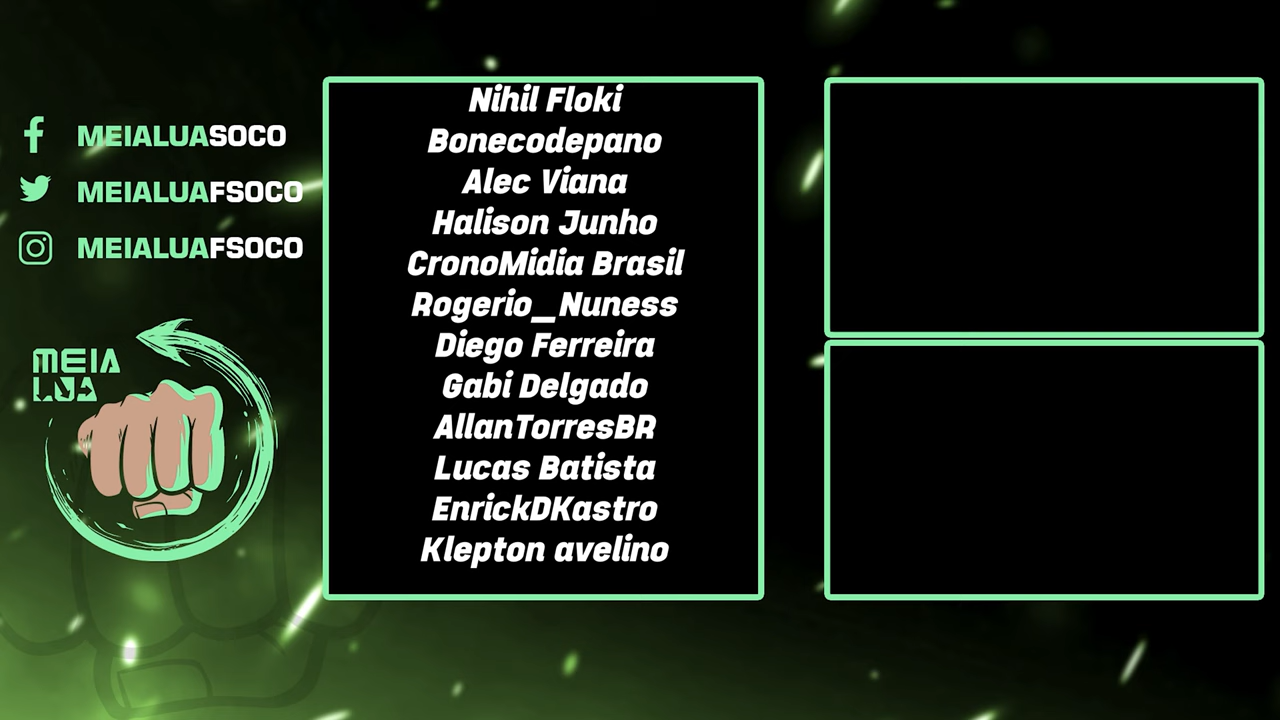 MEIALUASOCO
MEIALUAFSOCO
MEIALUAFSOCO
MEIA
LUA
Nihil Floki
Bonecodepano
Alec Viana
Halison Junho
CronoMidia Brasil
Rogerio_Nuness
Diego Ferreira
Gabi Delgado
AllanTorresBR
Lucas Batista
EnrickDKastro
Klepton avelino